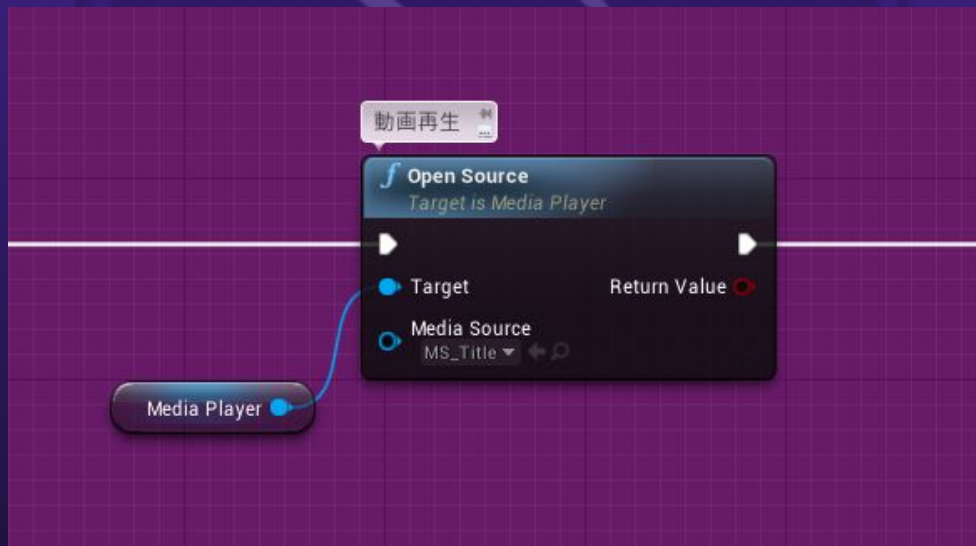 動画再生
Open Source
Target is Media Player
Target
Return Value
Media Source
MS_Title
Media Player